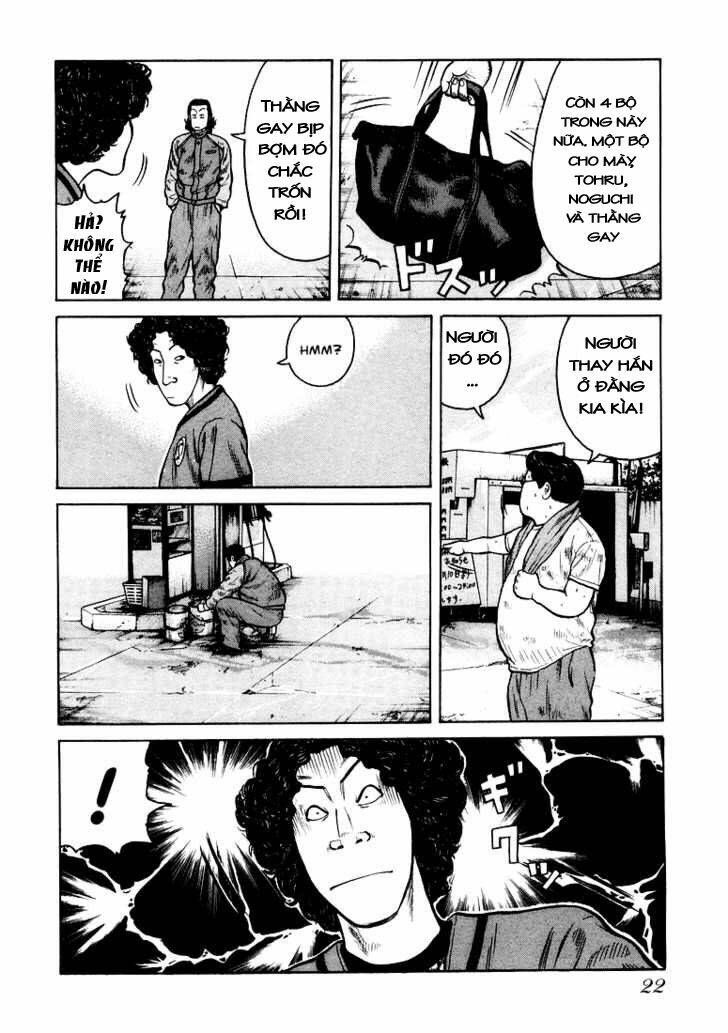 CÒN 4 BỘ
TRONG NÀY
NỮA. MỘT BỘ
CHO MÀY,
TOHRU,
NOGUCHI
VÀ THẰNG
GAY
ドズッ
THẰNG
GAY BỊP
BỢM ĐÓ
CHẮC
TRỐN
RỒI!
HẢ?
KHÔNG
THỂ
NÀO!
NGƯỜI
THAY HẮN
Ở ĐẰNG
KIA KÌA!
NGƯỜI
ĐÓ ĐÓ
...
HMM?
!
ギクッ
22